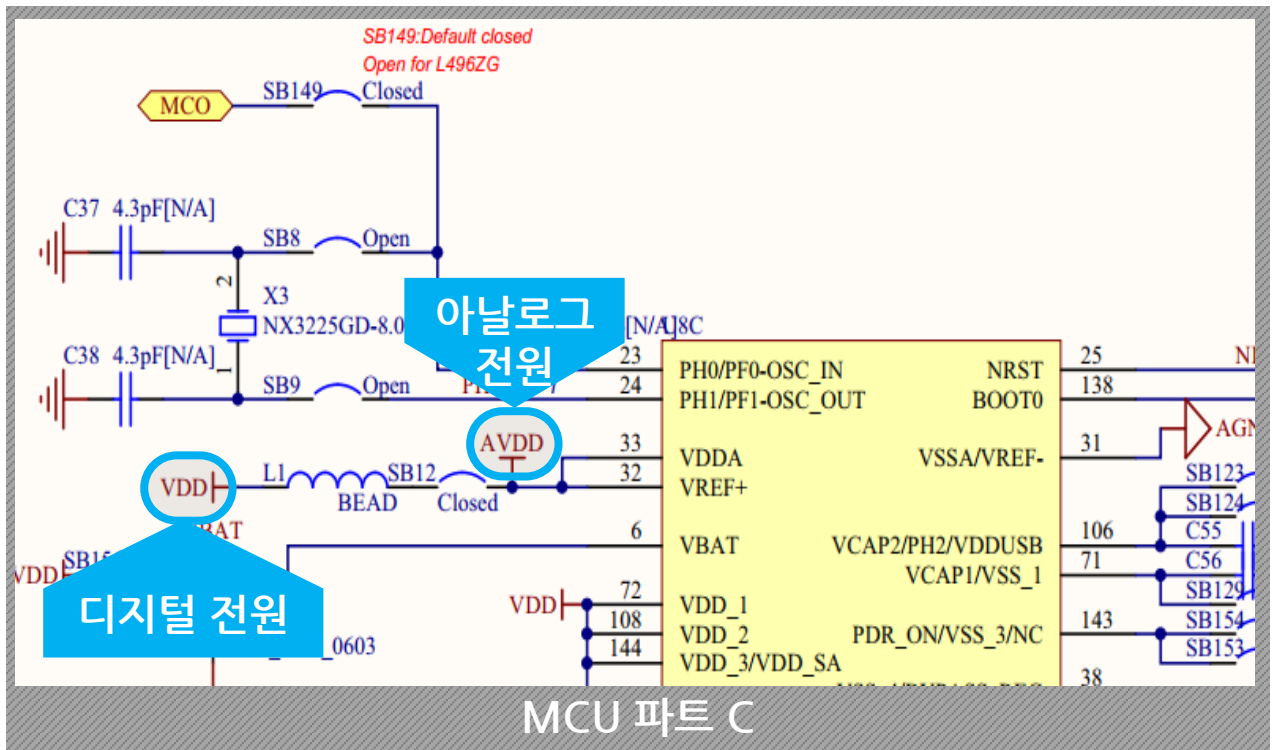 SB149:Default closed
Open for L496ZG
SB149 Closed
MCO
C37 4.3pF[N/A]
SB8 Open
2
X3
NX3225GD-8.0
아날로그
전원
[N/A]
U8C
C38 4.3pF[N/A]
1
SB9 Open
23 PH0/PF0-OSC_IN NRST 25
24 PH1/PF1-OSC_OUT BOOT0 138
AVDD
33 VDDA VSSA/VREF- 31
32 VREF+
VDD L1 BEAD SB12 Closed
SB123
SB124
6 VBAT VCAP2/PH2/VDDUSB 106
C55
VCAP1/VSS_1 71
C56
VDD
디지털 전원
VDD 72 VDD_1
SB129
108 VDD_2 PDR_ON/VSS_3/NC 143
SB154
144 VDD_3/VDD_SA
SB153
_0603
38
MCU 파트 C